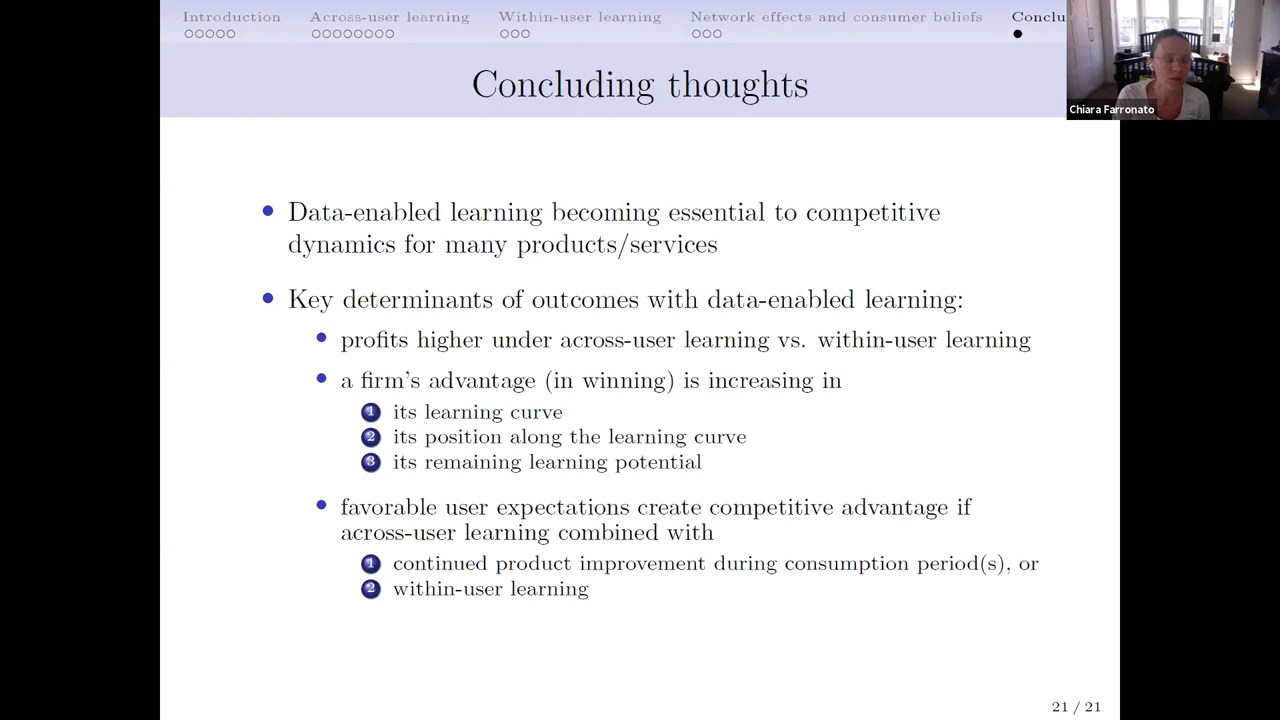 Introduction Across-user learning Within-user learning Network effects and consumer beliefs Conclu
Chiara Farronato
Concluding thoughts
Data-enabled learning becoming essential to competitive
dynamics for many products/services
Key determinants of outcomes with data-enabled learning:
profits higher under across-user learning vs. within-user learning
a firm's advantage (in winning) is increasing in
1 its learning curve
2 its position along the learning curve
3 its remaining learning potential
favorable user expectations create competitive advantage if
across-user learning combined with
1 continued product improvement during consumption period(s), or
2 within-user learning
21 / 21